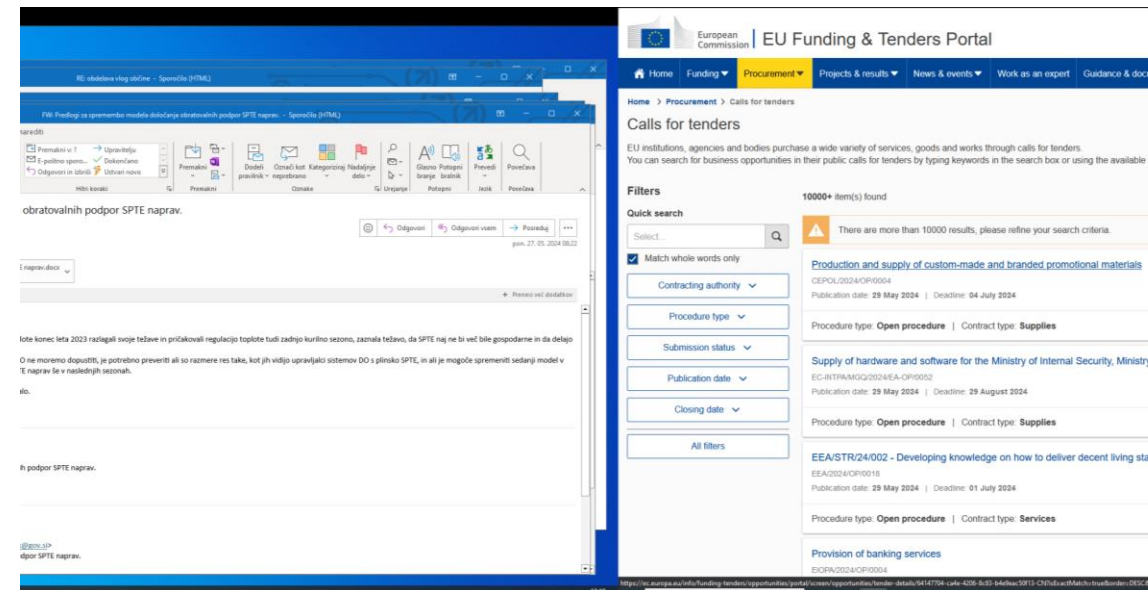 RE: obdelava vlog občine - Sporočilo (HTML)
FW: Predlogi za spremembo modela določanja obratovalnih podpor SPTE naprav. - Sporočilo (HTML)
narediti
Premakni v: ?
Upravitelju
E-poštno sporo...
Dokončano
Odgovori in izbriši
Ustvari novo
Hitri koraki
Premakni
Premakni
Dodeli pravilnik
Označi kot neprebrano
Kategoriziraj
Nadaljnje delo
Oznake
Urejanje
Glasno branje
Potopni bralnik
Potopni
Prevedi
Jezik
Povečava
Povečava
obratovalnih podpor SPTE naprav.
Odgovori
Odgovori vsem
Posreduj
pon. 27. 05. 2024 08:22
E naprav.docx
+ Prenesi več dodatkov
lote konec leta 2023 razlagali svoje težave in pričakovali regulacijo toplote tudi zadnjo kurilno sezono, zaznala težavo, da SPTE naj ne bi več bile gospodarne in da delajo
O ne moremo dopustiti, je potrebno preveriti ali so razmere res take, kot jih vidijo upravljalci sistemov DO s plinsko SPTE, in ali je mogoče spremeniti sedanji model v
TE naprav še v naslednjih sezonah.
alo.
ih podpor SPTE naprav.
@gov.si>
dpor SPTE naprav.
European Commission
EU Funding & Tenders Portal
Home
Funding
Procurement
Projects & results
News & events
Work as an expert
Guidance & docu
Home > Procurement > Calls for tenders
Calls for tenders
EU institutions, agencies and bodies purchase a wide variety of services, goods and works through calls for tenders.
You can search for business opportunities in their public calls for tenders by typing keywords in the search box or using the available
Filters
Quick search
Select...
Match whole words only
Contracting authority
Procedure type
Submission status
Publication date
Closing date
All filters
10000+ item(s) found
There are more than 10000 results, please refine your search criteria.
Production and supply of custom-made and branded promotional materials
CEPOL/2024/OP/0004
Publication date: 29 May 2024 | Deadline: 04 July 2024
Procedure type: Open procedure | Contract type: Supplies
Supply of hardware and software for the Ministry of Internal Security, Ministry
EC-INTPA/MGQ/2024/EA-OP/0052
Publication date: 29 May 2024 | Deadline: 29 August 2024
Procedure type: Open procedure | Contract type: Supplies
EEA/STR/24/002 - Developing knowledge on how to deliver decent living sta
EEA/2024/OP/0018
Publication date: 29 May 2024 | Deadline: 01 July 2024
Procedure type: Open procedure | Contract type: Services
Provision of banking services
EIOPA/2024/OP/0004